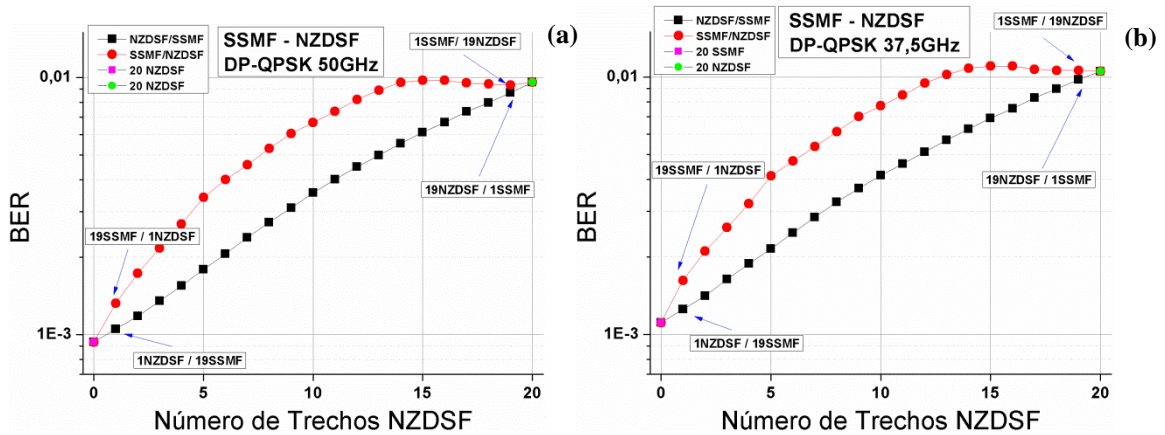 NZDSF/SSMF
SSMF/NZDSF
20 NZDSF
20 NZDSF
SSMF - NZDSF
DP-QPSK 50GHz
(a)
1SSMF/ 19NZDSF
0,01
19NZDSF / 1SSMF
19SSMF / 1NZDSF
BER
1E-3
1NZDSF / 19SSMF
0
5
10
15
20
Número de Trechos NZDSF
NZDSF/SSMF
SSMF/NZDSF
20 SSMF
20 NZDSF
SSMF - NZDSF
DP-QPSK 37,5GHz
(b)
1SSMF / 19NZDSF
0,01
19SSMF / 1NZDSF
19NZDSF / 1SSMF
BER
1E-3
1NZDSF / 19SSMF
0
5
10
15
20
Número de Trechos NZDSF